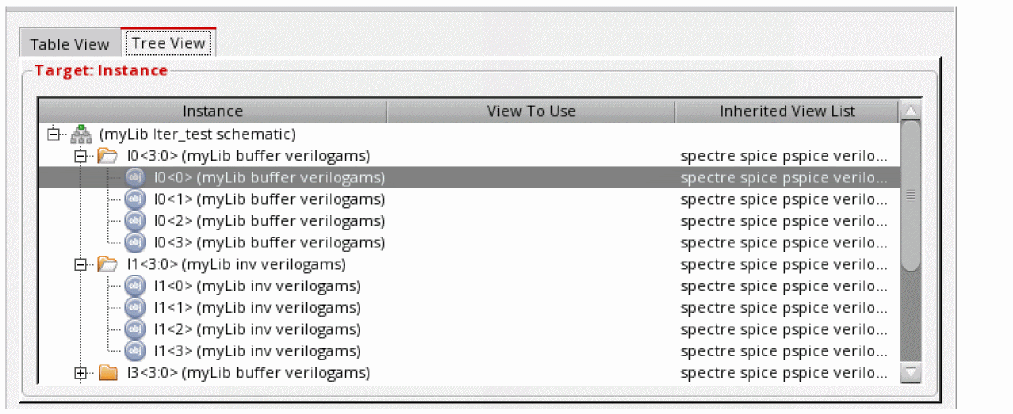 Table View Tree View
Target: Instance
Instance View To Use Inherited View List
(myLib Iter_test schematic)
I0<3:0> (myLib buffer verilogams) spectre spice pspice verilo...
I0<0> (myLib buffer verilogams) spectre spice pspice verilo...
I0<1> (myLib buffer verilogams) spectre spice pspice verilo...
I0<2> (myLib buffer verilogams) spectre spice pspice verilo...
I0<3> (myLib buffer verilogams) spectre spice pspice verilo...
I1<3:0> (myLib inv verilogams) spectre spice pspice verilo...
obj I1<0> (myLib inv verilogams) spectre spice pspice verilo...
obj I1<1> (myLib inv verilogams) spectre spice pspice verilo...
obj I1<2> (myLib inv verilogams) spectre spice pspice verilo...
obj I1<3> (myLib inv verilogams) spectre spice pspice verilo...
I3<3:0> (myLib buffer verilogams) spectre spice pspice verilo...